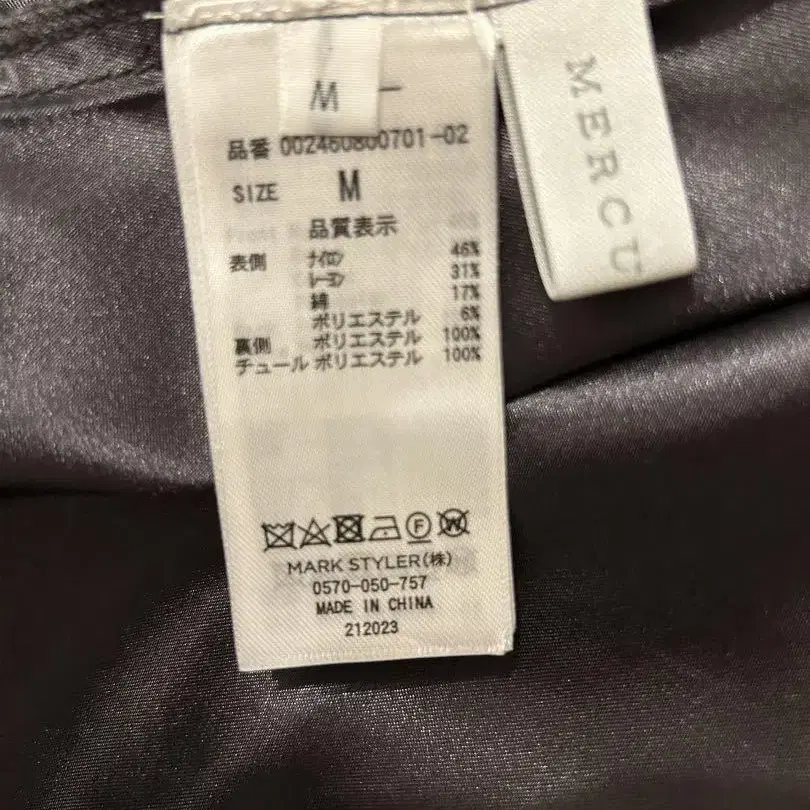 M
品番 002460800701-02
SIZE M
品質表示
表側 ナイロン 46%
レーヨン 31%
綿 17%
ポリエステル 6%
裏側 ポリエステル 100%
チュール ポリエステル 100%
F W
MARK STYLER(株)
0570-050-757
MADE IN CHINA
212023
MERCU